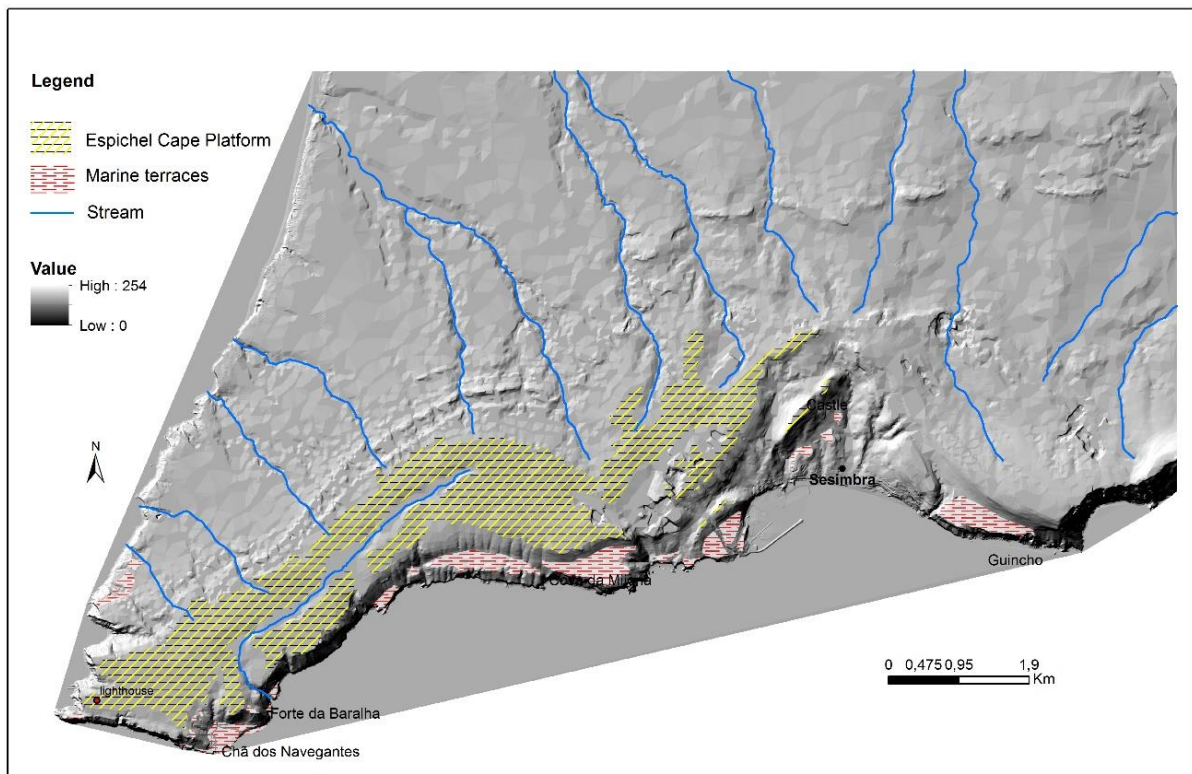 Legend
Espichel Cape Platform
Marine terraces
Stream
Value
High : 254
Low : 0
N
Castle
Sesimbra
Guincho
Cova da Mijona
0 0,475 0,95 1,9
Km
lighthouse
Forte da Baralha
Chã dos Navegantes